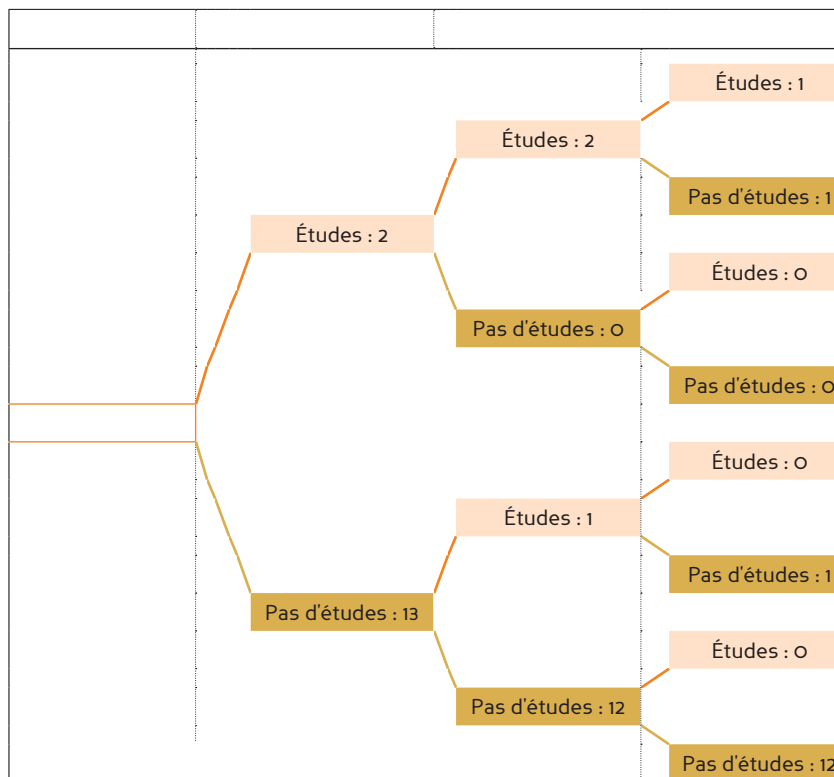 Études : 1
Études : 2
Pas d'études : 1
Études : 2
Études : 0
Pas d'études : 0
Pas d'études : 0
Études : 0
Études : 1
Pas d'études : 1
Pas d'études : 13
Études : 0
Pas d'études : 12
Pas d'études : 12